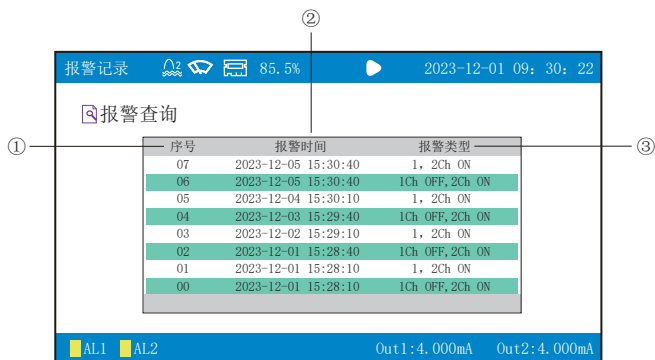 ②
报警记录 2 85.5% 2023-12-01 09: 30: 22
报警查询
① 序号 报警时间 报警类型 ③
07 2023-12-05 15:30:40 1, 2Ch ON
06 2023-12-05 15:30:40 1Ch OFF,2Ch ON
05 2023-12-04 15:30:10 1, 2Ch ON
04 2023-12-03 15:29:40 1Ch OFF,2Ch ON
03 2023-12-02 15:29:10 1, 2Ch ON
02 2023-12-01 15:28:40 1Ch OFF,2Ch ON
01 2023-12-01 15:28:10 1, 2Ch ON
00 2023-12-01 15:28:10 1Ch OFF,2Ch ON
AL1 AL2 Out1:4.000mA Out2:4.000mA